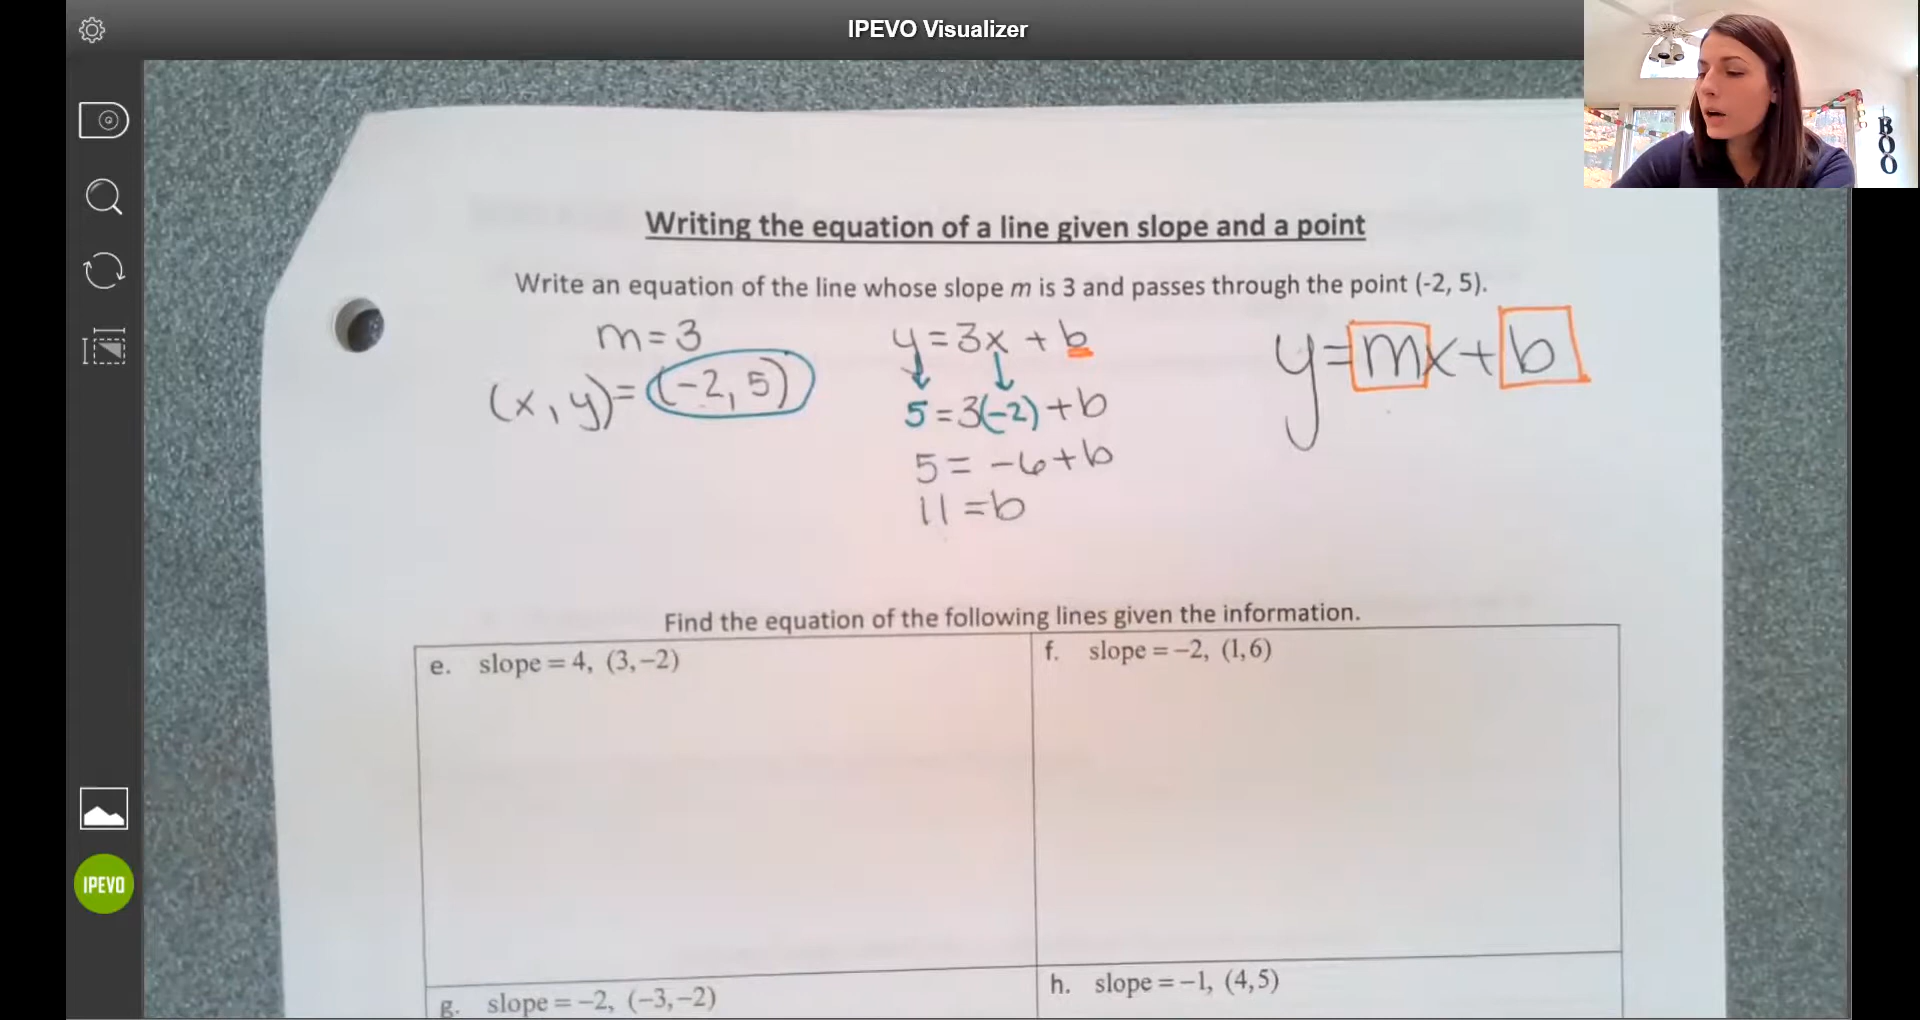 IPEVO Visualizer
BOO
Writing the equation of a line given slope and a point
Write an equation of the line whose slope m is 3 and passes through the point (-2, 5).
m = 3
(x, y) = (-2, 5)
y = 3x + b
5 = 3(-2) + b
5 = -6 + b
11 = b
y = mx + b
Find the equation of the following lines given the information.
e. slope = 4, (3,−2)
f. slope = −2, (1,6)
g. slope = −2, (−3,−2)
h. slope = −1, (4,5)
IPEVO